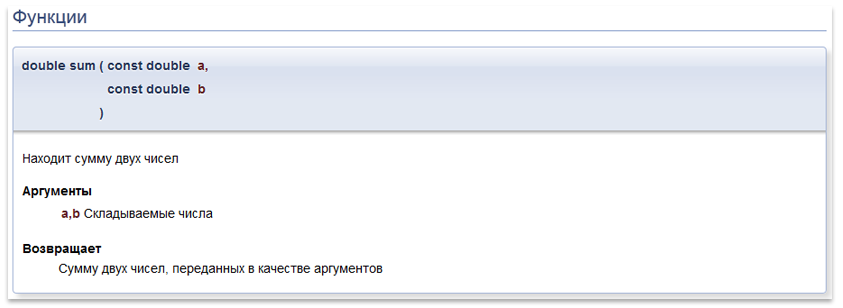 Функции
double sum ( const double a,
const double b
)
Находит сумму двух чисел
Аргументы
a,b Складываемые числа
Возвращает
Сумму двух чисел, переданных в качестве аргументов